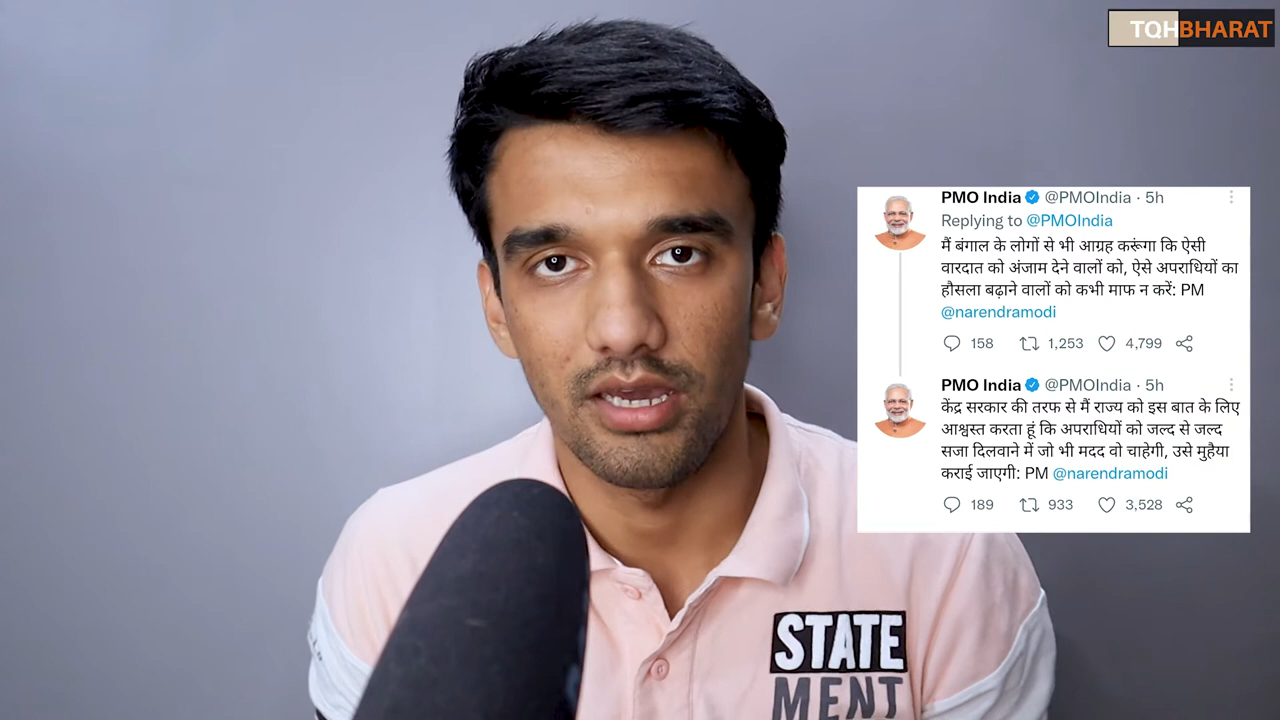 TQHBHARAT
PMO India @PMOIndia · 5h
Replying to @PMOIndia
मैं बंगाल के लोगों से भी आग्रह करूंगा कि ऐसी
वारदात को अंजाम देने वालों को, ऐसे अपराधियों का
हौसला बढ़ाने वालों को कभी माफ न करें: PM
@narendramodi
158 1,253 4,799
PMO India @PMOIndia · 5h
केंद्र सरकार की तरफ से मैं राज्य को इस बात के लिए
आश्वस्त करता हूं कि अपराधियों को जल्द से जल्द
सजा दिलवाने में जो भी मदद वो चाहेगी, उसे मुहैया
कराई जाएगी: PM @narendramodi
189 933 3,528
STATE
MENT